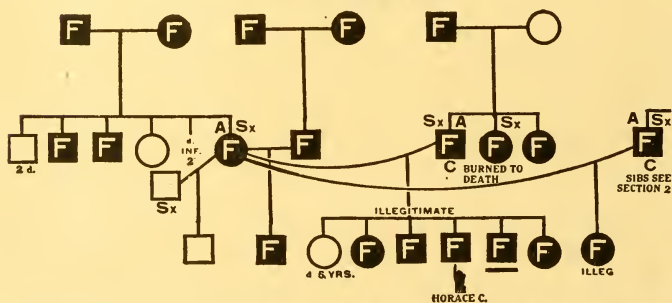 F F F F F
A Sx Sx A Sx A Sx
d. INF. 2
F F F F F F F F
2 d. C BURNED TO DEATH C
Sx SIBS SEE SECTION 2
ILLEGITIMATE
F F F F F F
d 6. YRS. ILLEG
HORACE C.